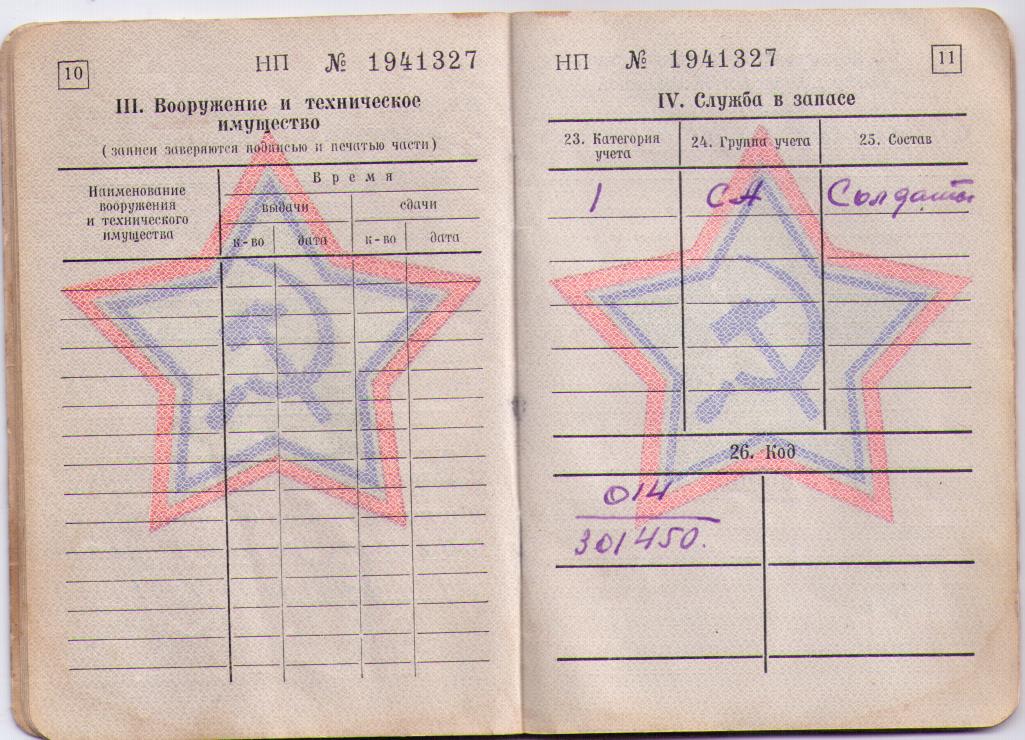 10
НП № 1941327
III. Вооружение и техническое
имущество
(записи заверяются подписью и печатью части)
Наименование
вооружения
и технического
имущества
Время
выдачи
сдачи
к-во
дата
к-во
дата
НП № 1941327
11
IV. Служба в запасе
23. Категория
учета
24. Группа учета
25. Состав
1
СА
Солдаты
26. Код
014
301450.